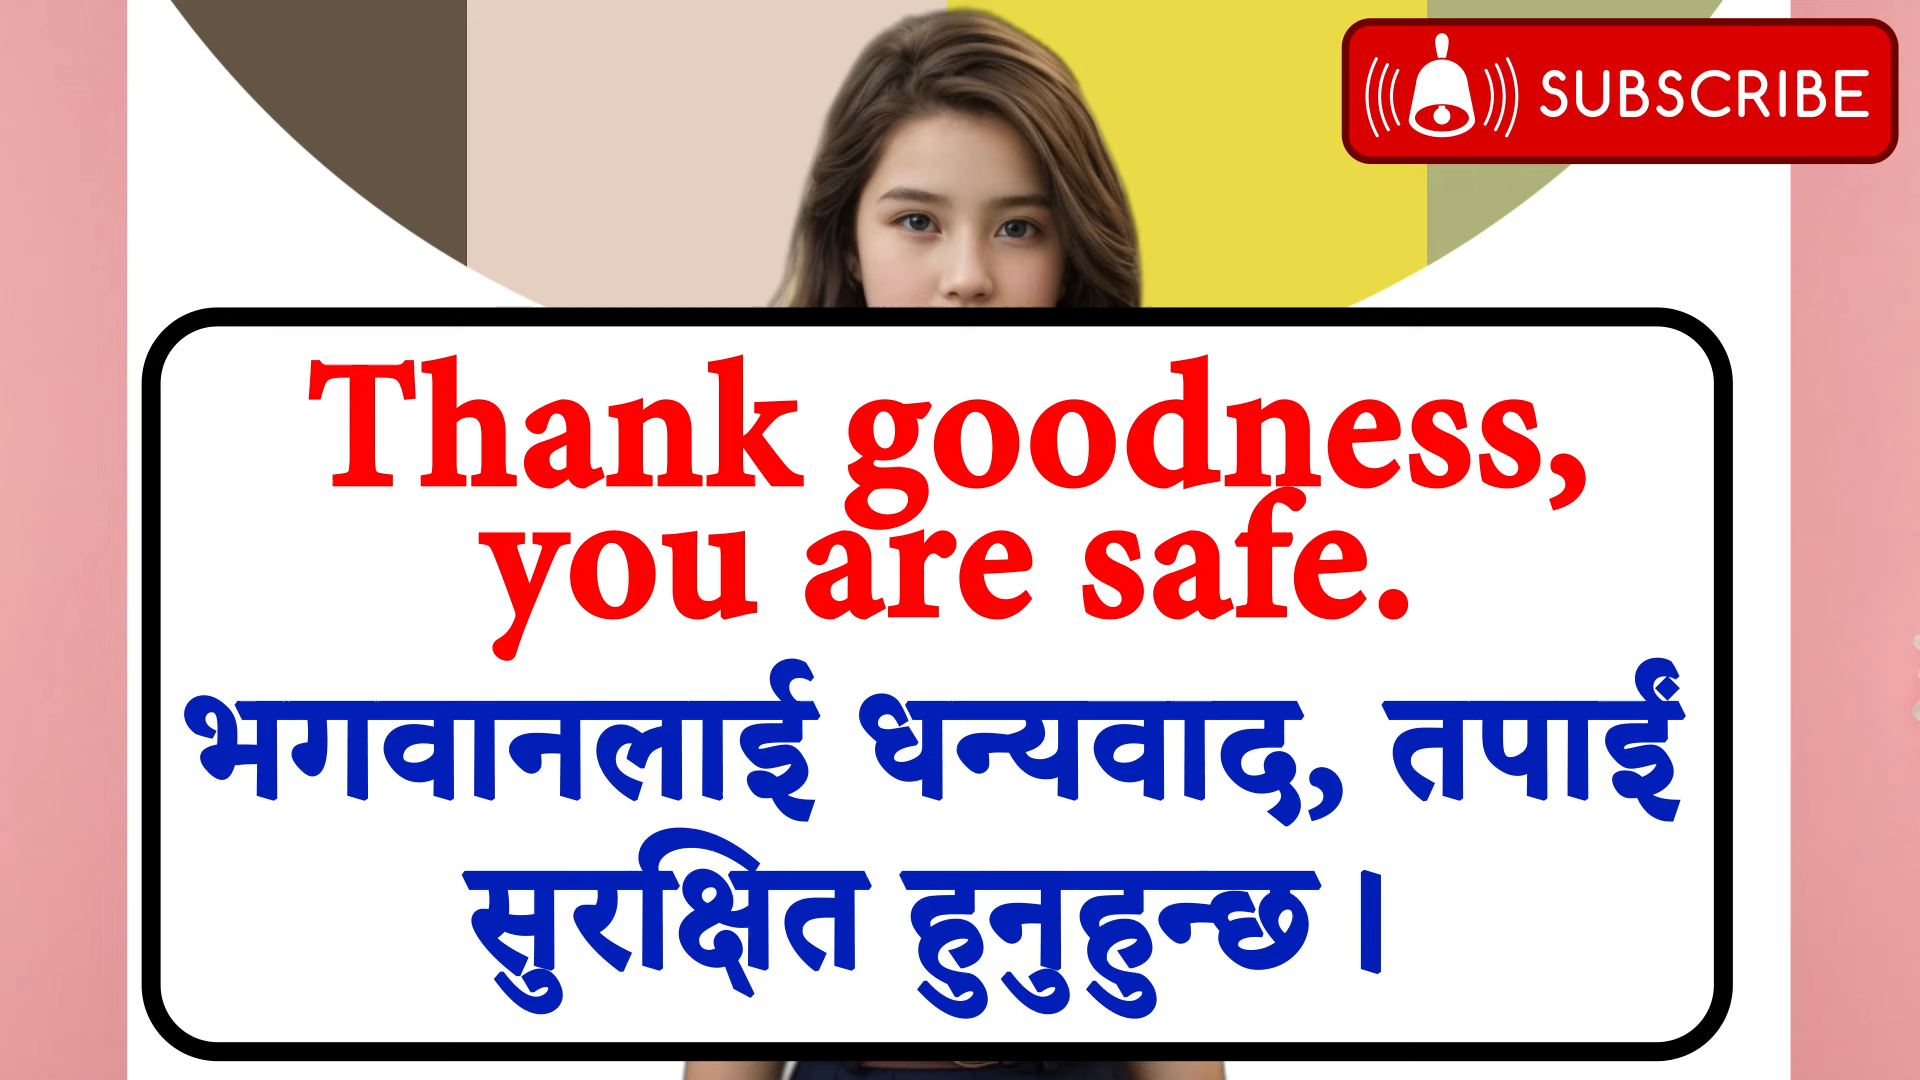 SUBSCRIBE
Thank goodness,
you are safe.
भगवानलाई धन्यवाद, तपाईं
सुरक्षित हुनुहुन्छ ।